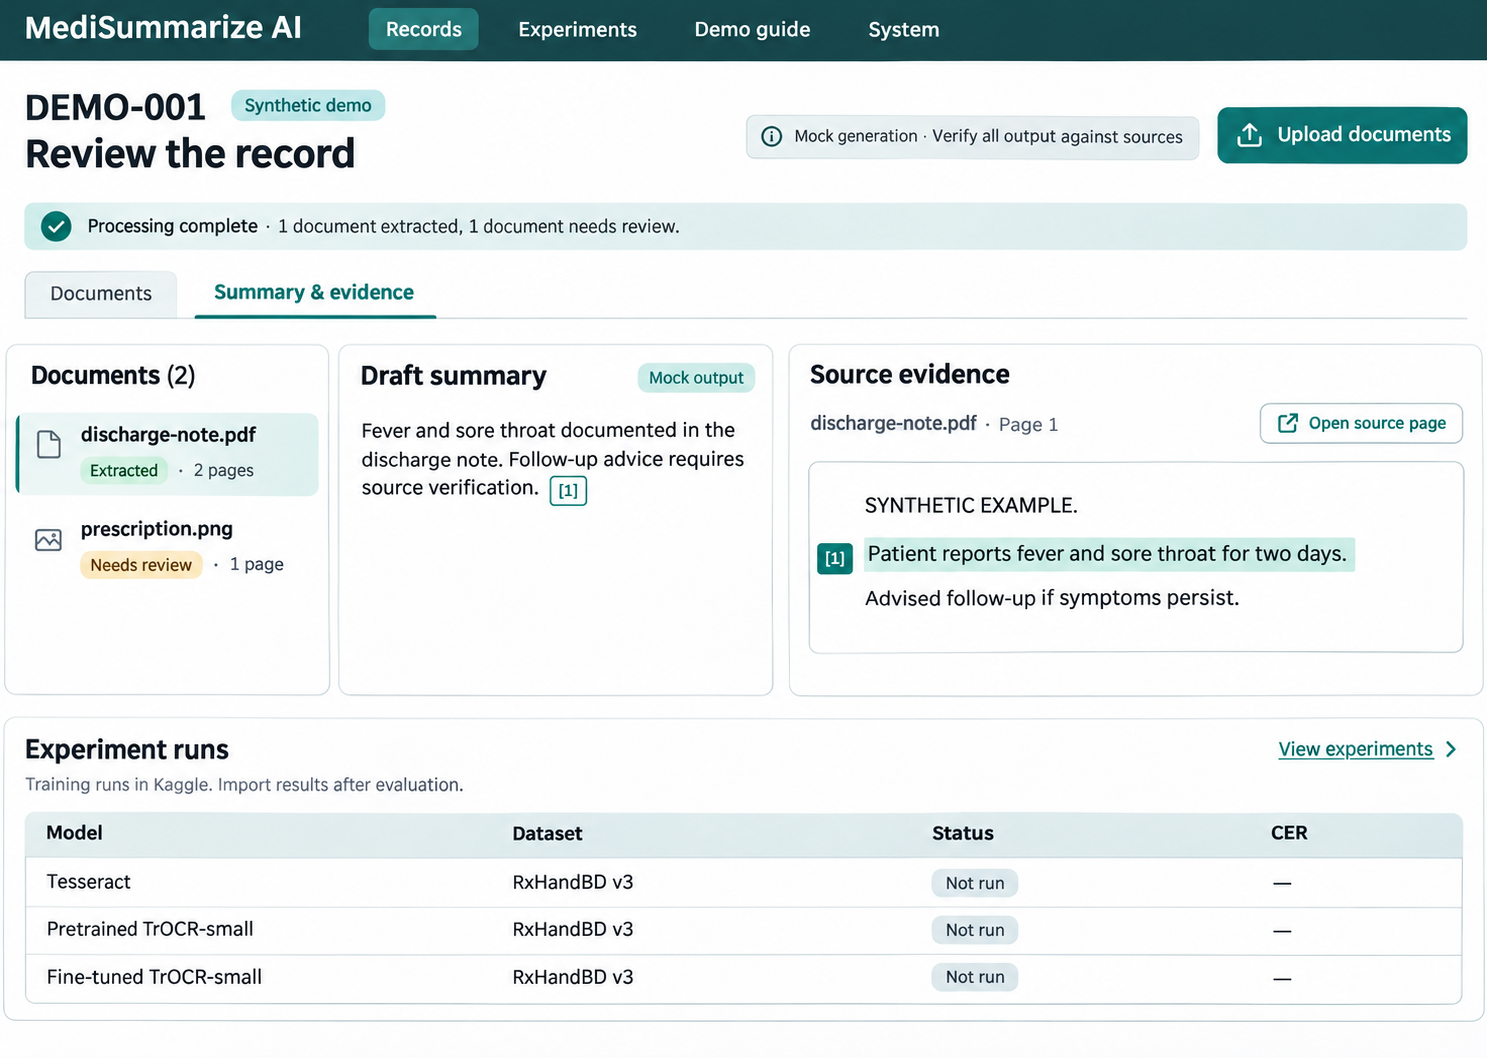 MediSummarize AI
Records
Experiments
Demo guide
System
DEMO-001
Synthetic demo
Review the record
Mock generation · Verify all output against sources
Upload documents
Processing complete · 1 document extracted, 1 document needs review.
Documents
Summary & evidence
Documents (2)
discharge-note.pdf
Extracted · 2 pages
prescription.png
Needs review · 1 page
Draft summary
Mock output
Fever and sore throat documented in the
discharge note. Follow-up advice requires
source verification. [1]
Source evidence
discharge-note.pdf · Page 1
Open source page
SYNTHETIC EXAMPLE.
[1] Patient reports fever and sore throat for two days.
Advised follow-up if symptoms persist.
Experiment runs
View experiments
Training runs in Kaggle. Import results after evaluation.
Model Dataset Status CER
Tesseract RxHandBD v3 Not run —
Pretrained TrOCR-small RxHandBD v3 Not run —
Fine-tuned TrOCR-small RxHandBD v3 Not run —